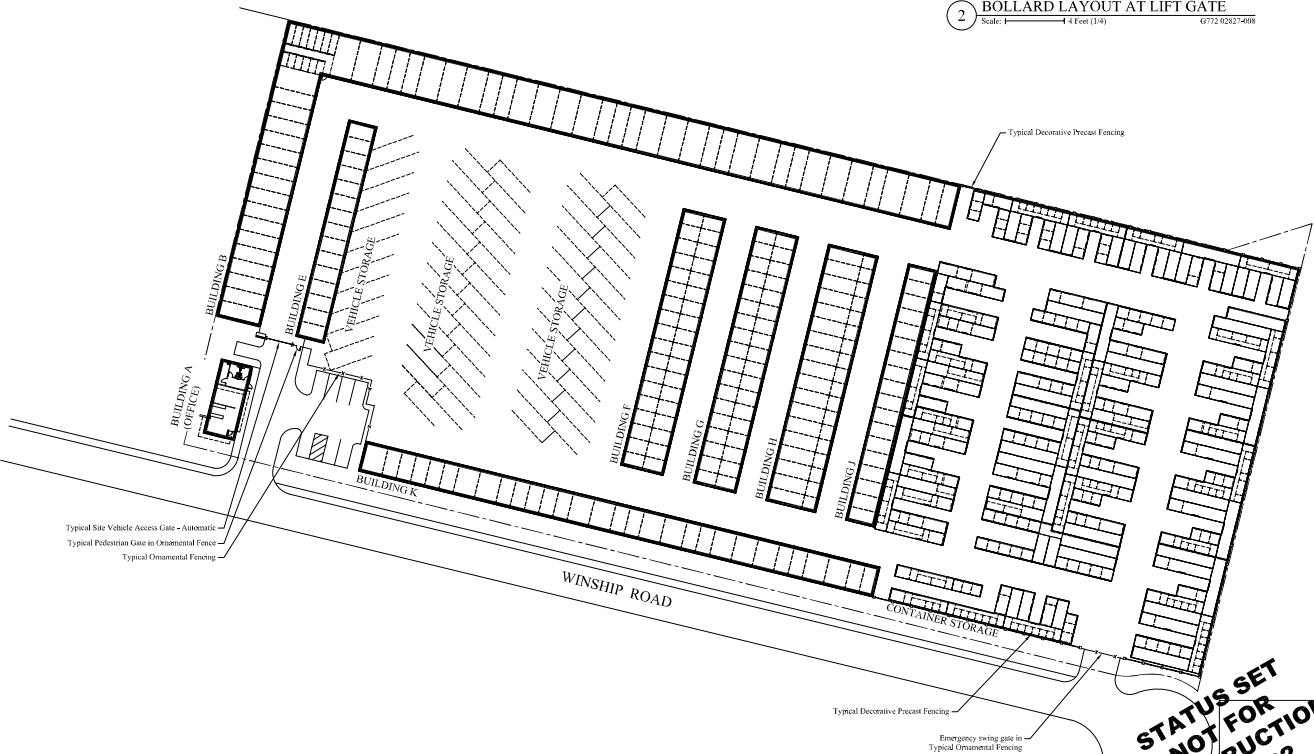 2
BOLLARD LAYOUT AT LIFT GATE
Scale:
4 Feet (1/4)
G772 02827-008
Typical Decorative Precast Fencing
BUILDING B
BUILDING E
VEHICLE STORAGE
VEHICLE STORAGE
VEHICLE STORAGE
BUILDING A
(OFFICE)
BUILDING F
BUILDING G
BUILDING H
BUILDING J
BUILDING K
Typical Site Vehicle Access Gate - Automatic
Typical Pedestrian Gate in Ornamental Fence
Typical Ornamental Fencing
WINSHIP ROAD
CONTAINER STORAGE
Typical Decorative Precast Fencing
Emergency swing gate in
Typical Ornamental Fencing
STATUS SET
NOT FOR